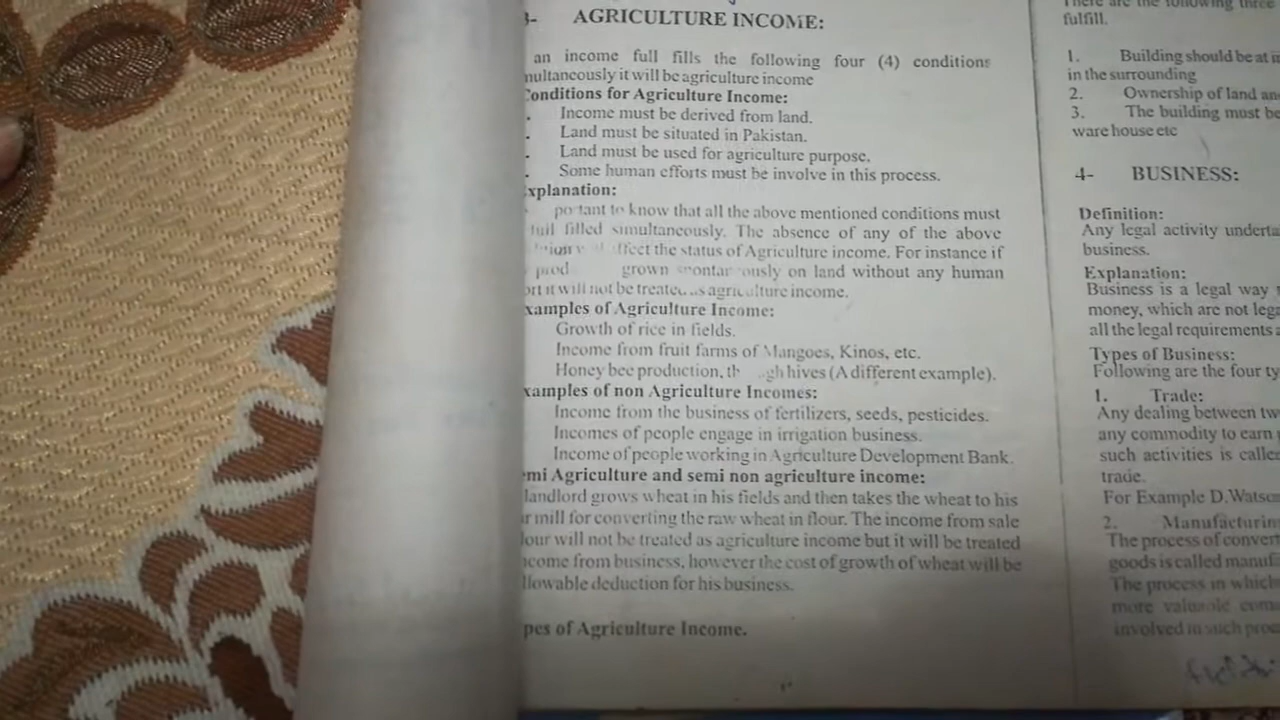 3- AGRICULTURE INCOME:
an income full fills the following four (4) conditions
it will be agriculture income
Conditions for Agriculture Income:
Income must be derived from land.
Land must be situated in Pakistan.
Land must be used for agriculture purpose.
Some human efforts must be involve in this process.
xplanation:
to know that all the above mentioned conditions must
filled simultaneously. The absence of any of the above
the status of Agriculture income. For instance if
prod grown on land without any human
it will not be treated as agriculture income.
xamples of Agriculture Income:
Growth of rice in fields.
Income from fruit farms of Mangoes, Kinos, etc.
Honey bee production, hives (A different example).
xamples of non Agriculture Incomes:
Income from the business of fertilizers, seeds, pesticides.
Incomes of people engage in irrigation business.
Income of people working in Agriculture Development Bank.
mi Agriculture and semi non agriculture income:
landlord grows wheat in his fields and then takes the wheat to his
mill for converting the raw wheat in flour. The income from sale
lour will not be treated as agriculture income but it will be treated
ncome from business, however the cost of growth of wheat will be
llowable deduction for his business.
pes of Agriculture Income.
There are the following three
fulfill.
1. Building should be at
in the surrounding
2. Ownership of land an
3. The building must be
ware house etc
4- BUSINESS:
Definition:
Any legal activity underta
business.
Explanation:
Business is a legal way
money, which are not leg
all the legal requirements
Types of Business:
Following are the four ty
1. Trade:
Any dealing between tw
any commodity to earn
such activities is calle
trade.
For Example D.Watso
2. Manufacturin
The process of convert
goods is called manuf
The process in which
more valuable com
involved in such proc